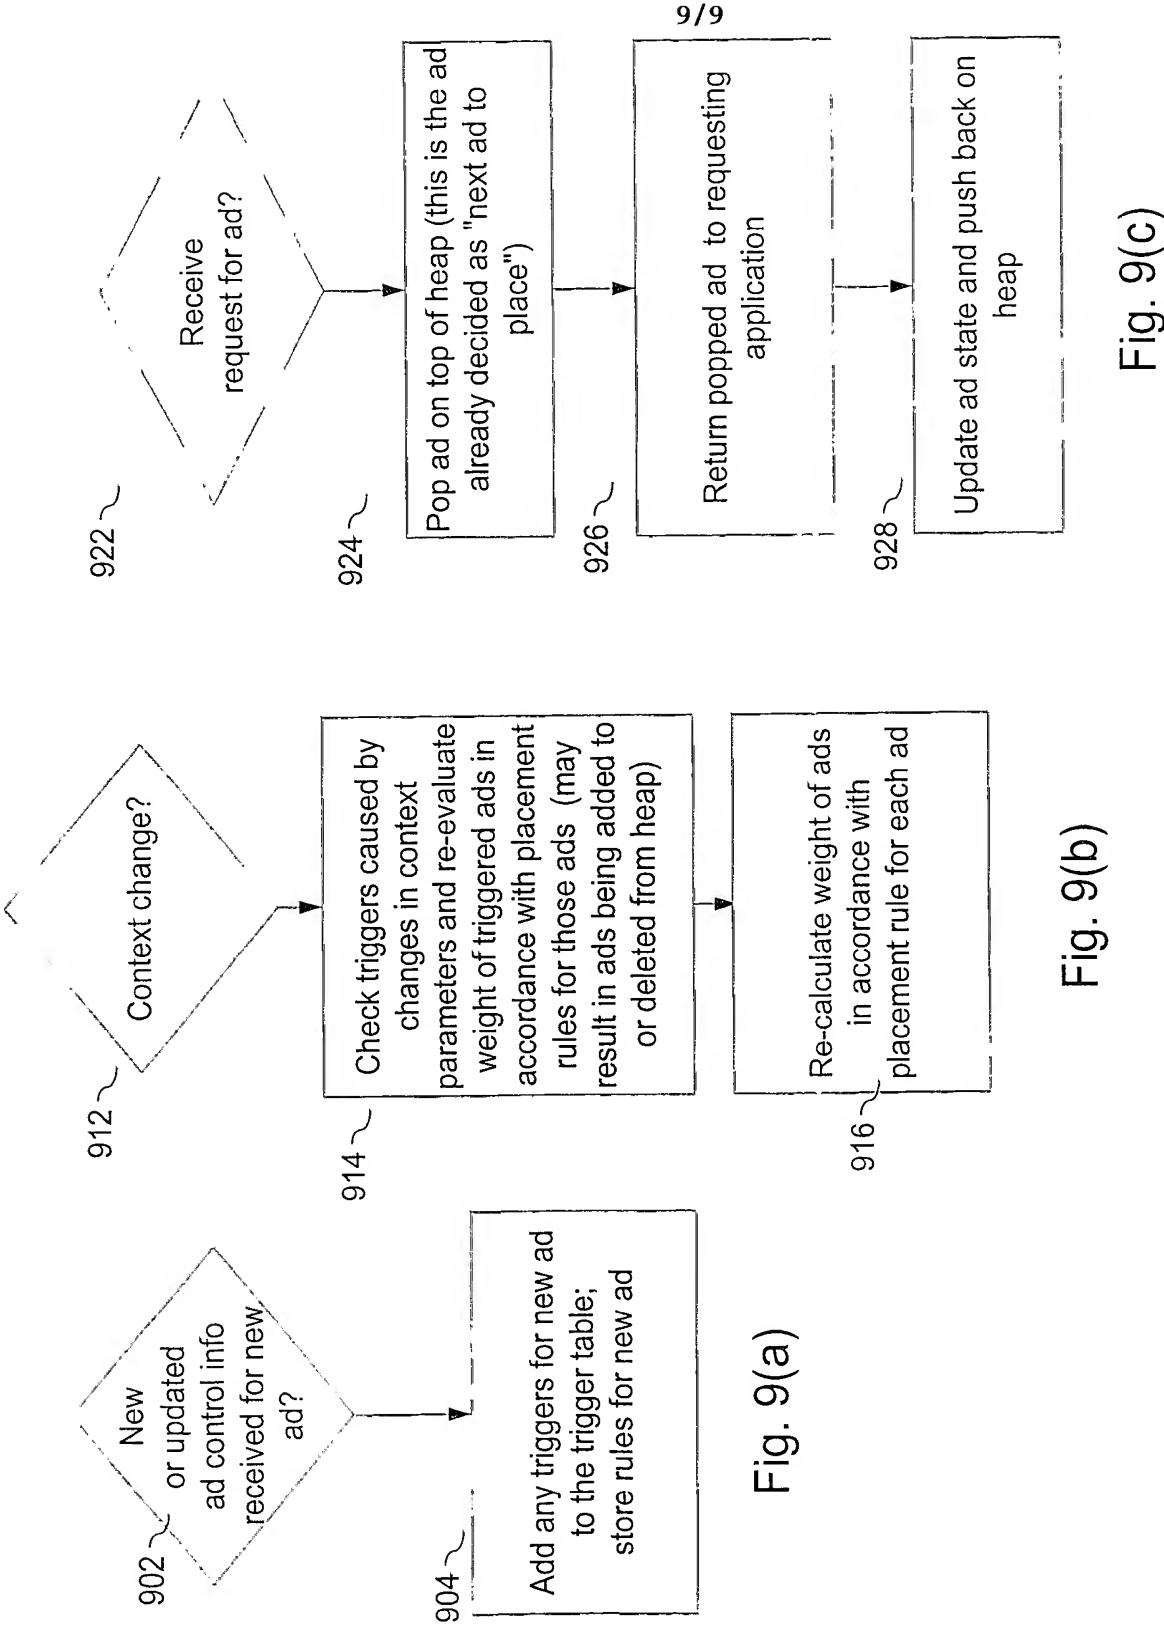 9/9
902
New
or updated
ad control info
received for new
ad?
904
Add any triggers for new ad
to the trigger table;
store rules for new ad
Fig. 9(a)
912
Context change?
914
Check triggers caused by
changes in context
parameters and re-evaluate
weight of triggered ads in
accordance with placement
rules for those ads (may
result in ads being added to
or deleted from heap)
916
Re-calculate weight of ads
in accordance with
placement rule for each ad
Fig. 9(b)
922
Receive
request for ad?
924
Pop ad on top of heap (this is the ad
already decided as "next ad to
place")
926
Return popped ad to requesting
application
928
Update ad state and push back on
heap
Fig. 9(c)